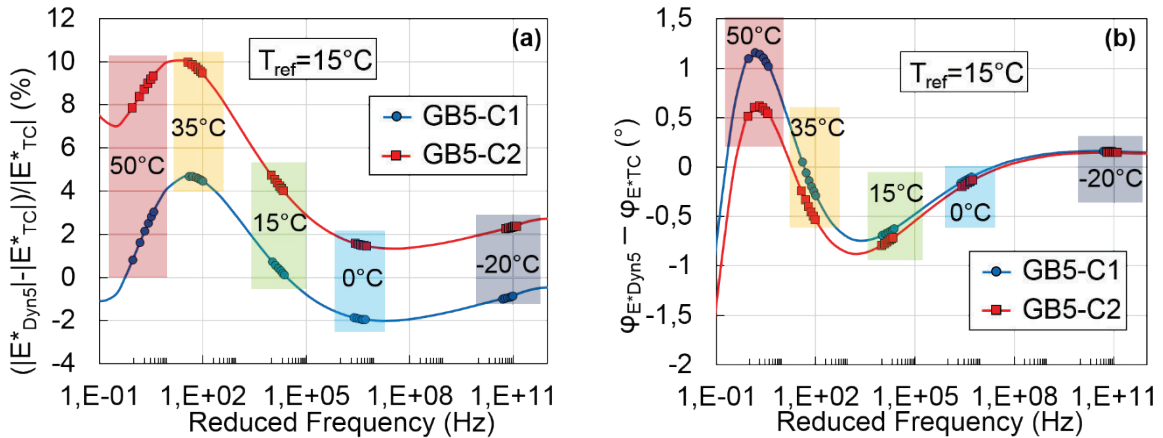 (|E*Dyn5|-|E*TC|)/|E*TC| (%)
12
10
8
6
4
2
0
-2
-4
(a)
Tref=15°C
GB5-C1
GB5-C2
50°C
35°C
15°C
0°C
-20°C
1,E-01 1,E+02 1,E+05 1,E+08 1,E+11
Reduced Frequency (Hz)
φE*Dyn5 – φE*TC (°)
1,5
1
0,5
0
-0,5
-1
-1,5
-2
(b)
50°C
Tref=15°C
35°C
15°C
0°C
-20°C
GB5-C1
GB5-C2
1,E-01 1,E+02 1,E+05 1,E+08 1,E+11
Reduced Frequency (Hz)